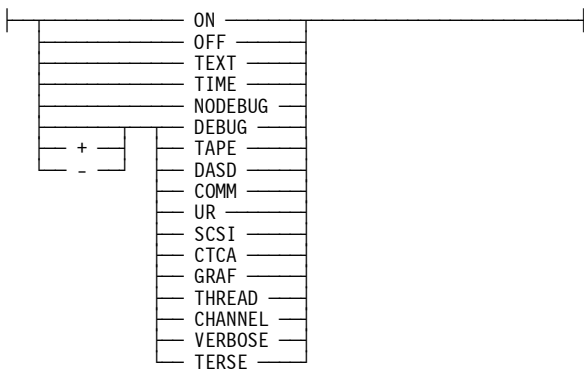 ON
OFF
TEXT
TIME
NODEBUG
DEBUG
+ TAPE
- DASD
COMM
UR
SCSI
CTCA
GRAF
THREAD
CHANNEL
VERBOSE
TERSE